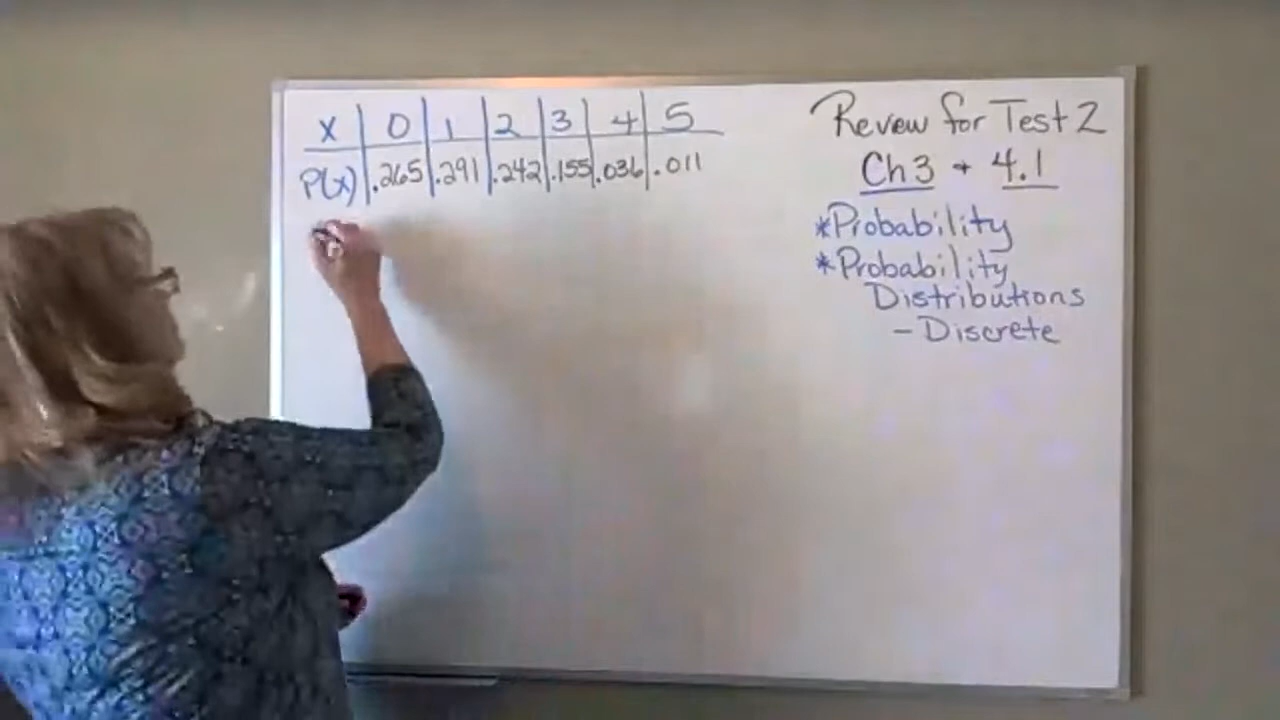 x 0 1 2 3 4 5
P(x) .265 .291 .242 .155 .036 .011
Revew for Test 2
Ch 3 + 4.1
*Probability
*Probability
Distributions
- Discrete